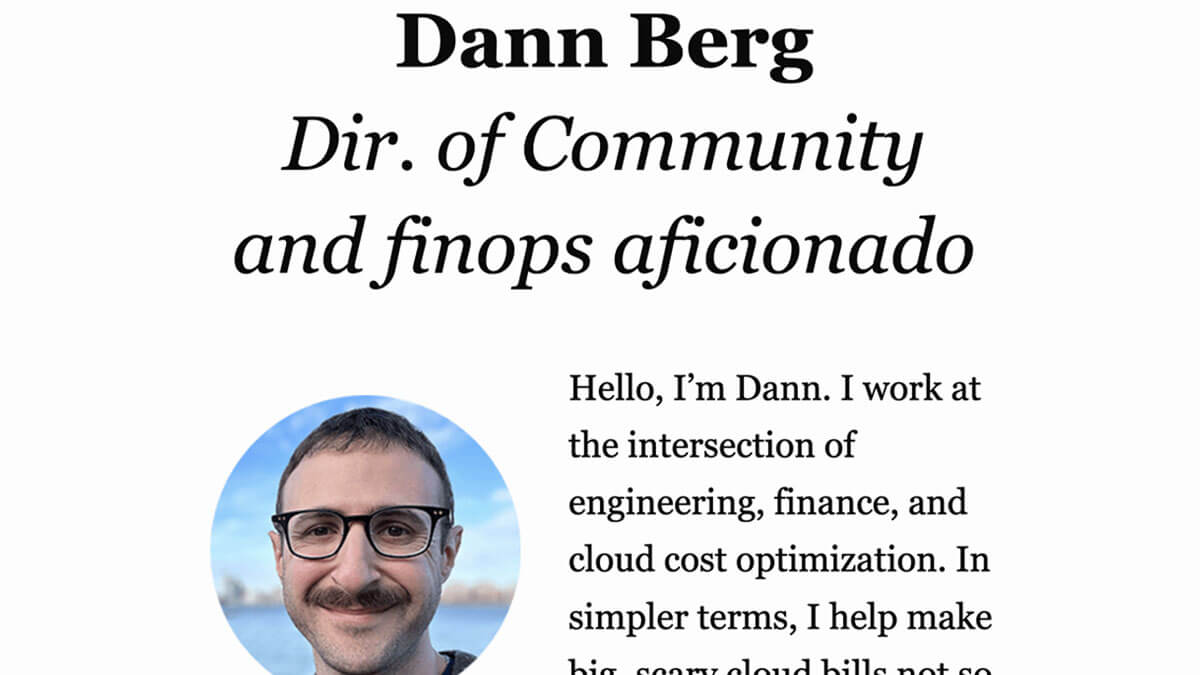 Dann Berg
Dir. of Community
and finops aficionado
Hello, I’m Dann. I work at
the intersection of
engineering, finance, and
cloud cost optimization. In
simpler terms, I help make
big, scary cloud bills not so